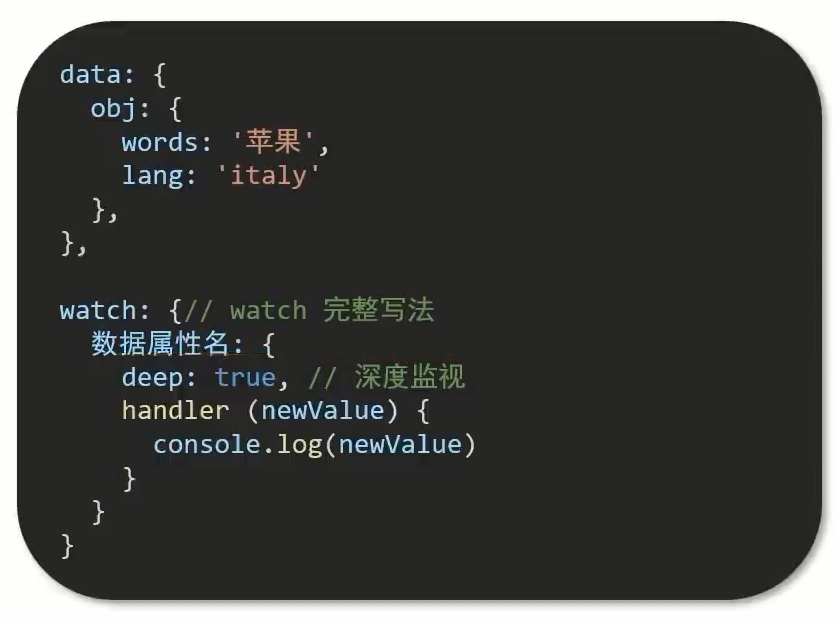 data: {
  obj: {
    words: '苹果',
    lang: 'italy'
  },
},
watch: {// watch 完整写法
  数据属性名: {
    deep: true, // 深度监视
    handler (newValue) {
      console.log(newValue)
    }
  }
}